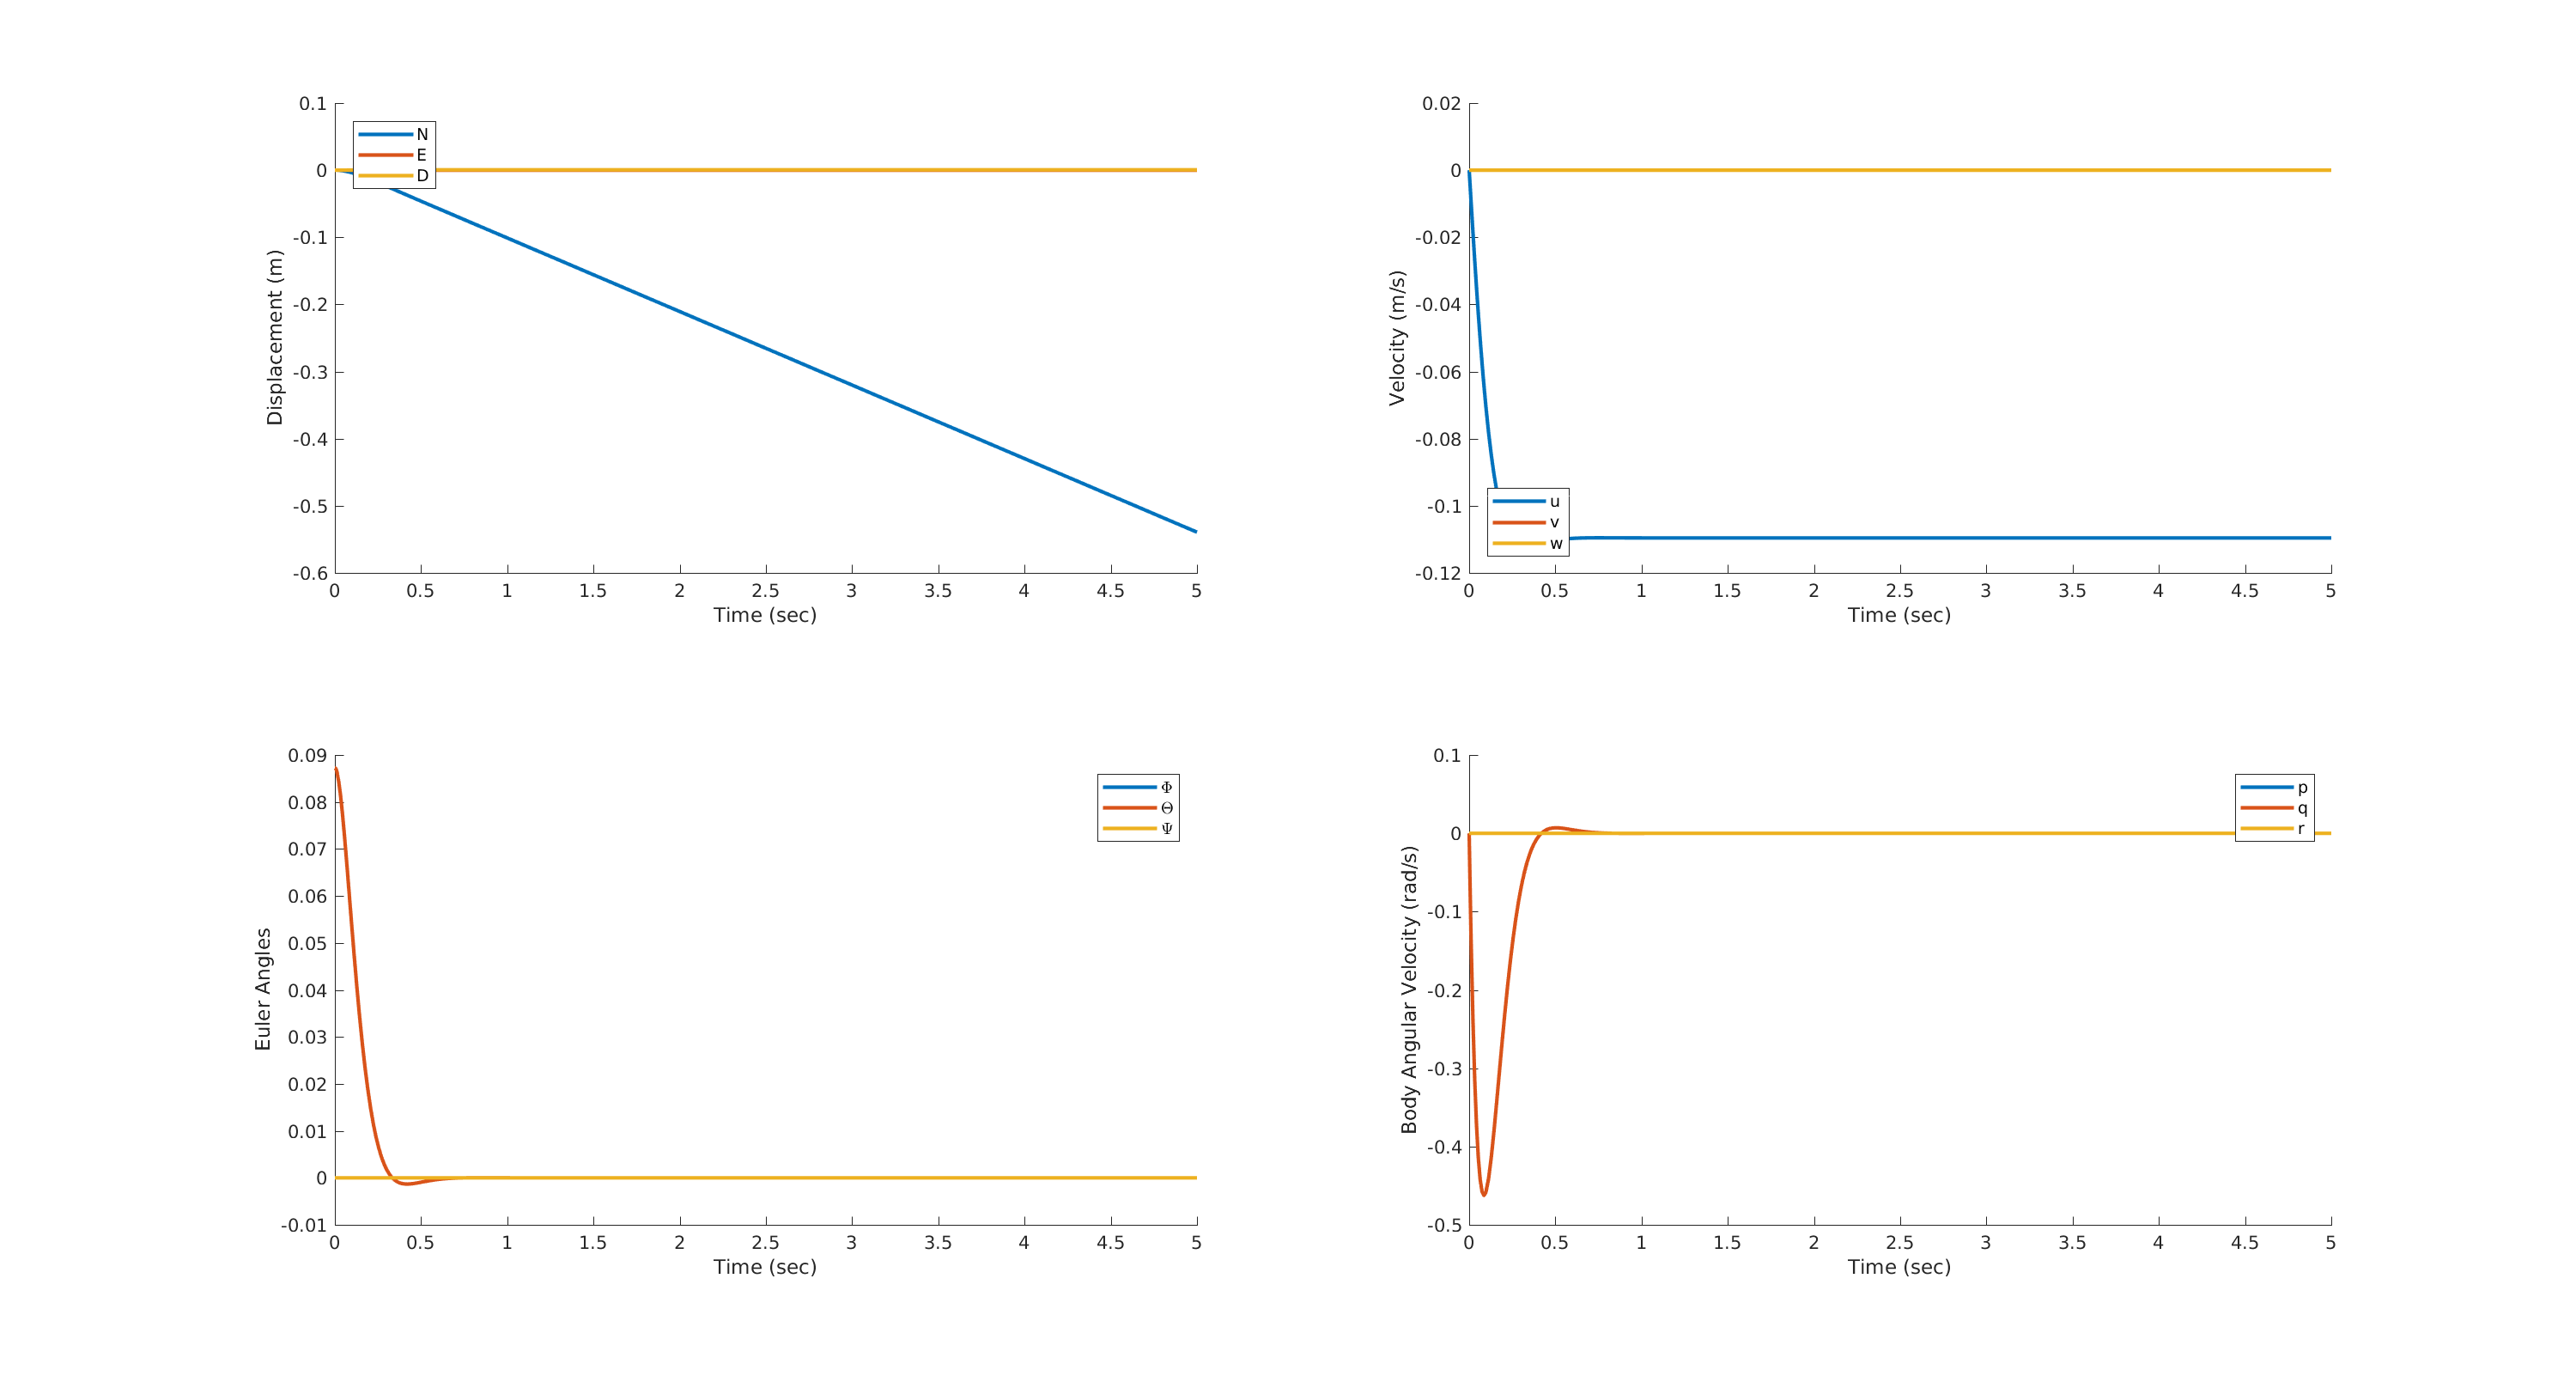 0.1
0
-0.1
-0.2
-0.3
-0.4
-0.5
-0.6
Displacement (m)
N
E
D
0 0.5 1 1.5 2 2.5 3 3.5 4 4.5 5
Time (sec)
0.02
0
-0.02
-0.04
-0.06
-0.08
-0.1
-0.12
Velocity (m/s)
u
v
w
0 0.5 1 1.5 2 2.5 3 3.5 4 4.5 5
Time (sec)
0.09
0.08
0.07
0.06
0.05
0.04
0.03
0.02
0.01
0
-0.01
Euler Angles
Φ
Θ
Ψ
0 0.5 1 1.5 2 2.5 3 3.5 4 4.5 5
Time (sec)
0.1
0
-0.1
-0.2
-0.3
-0.4
-0.5
Body Angular Velocity (rad/s)
p
q
r
0 0.5 1 1.5 2 2.5 3 3.5 4 4.5 5
Time (sec)